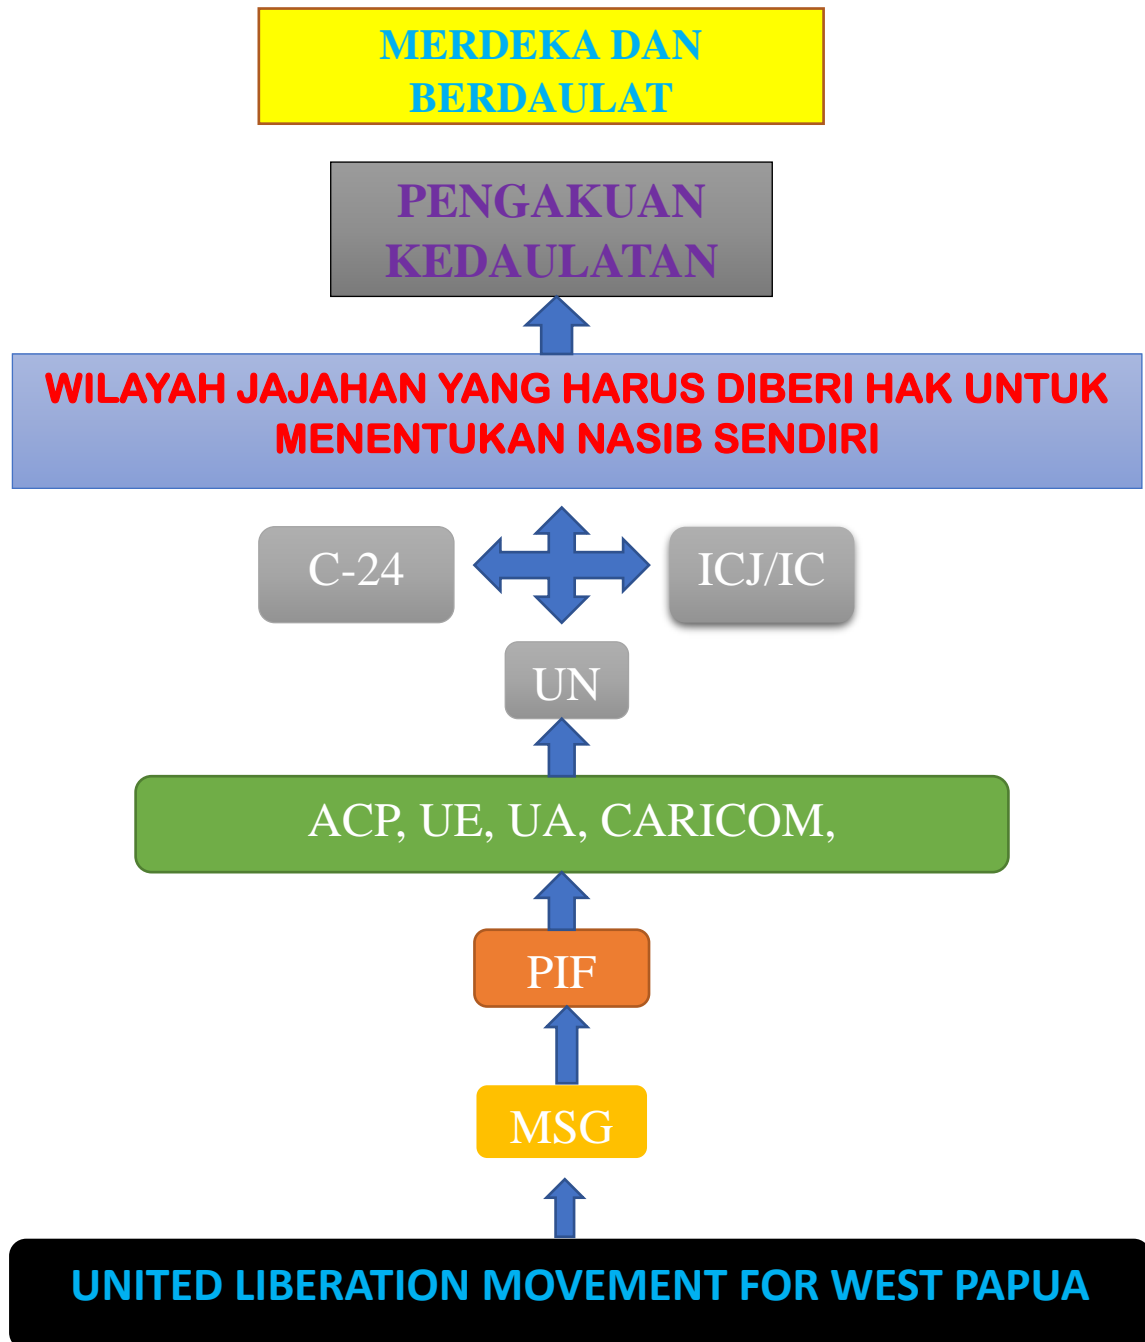 MERDEKA DAN
BERDAULAT
PENGAKUAN
KEDAULATAN
WILAYAH JAJAHAN YANG HARUS DIBERI HAK UNTUK
MENENTUKAN NASIB SENDIRI
C-24
ICJ/IC
UN
ACP, UE, UA, CARICOM,
PIF
MSG
UNITED LIBERATION MOVEMENT FOR WEST PAPUA